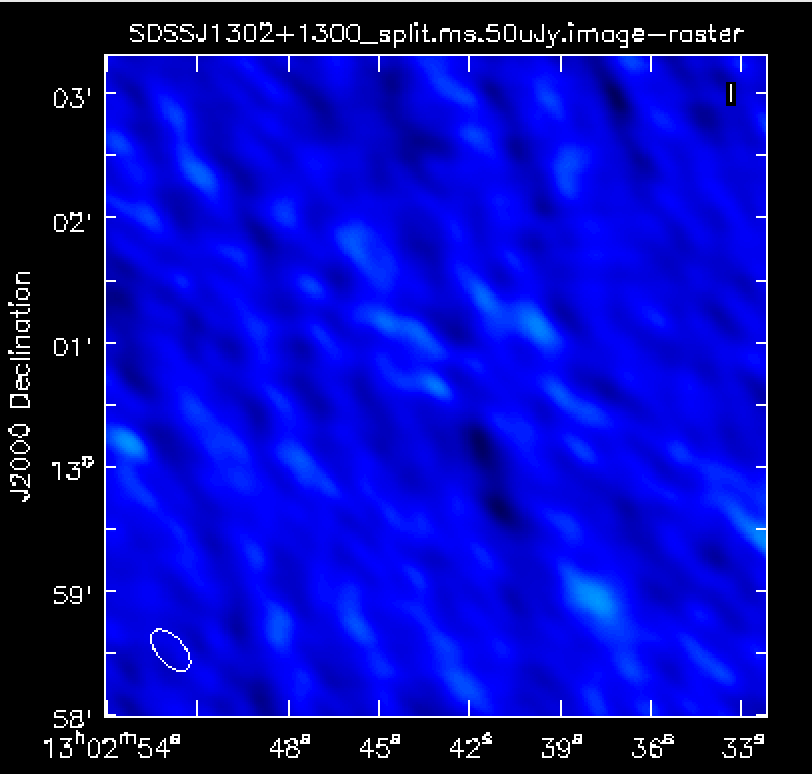 SDSSJ1302+1300_split.ms.50uJy.image-raster
I
03'
02'
01'
13°
59'
58'
J2000 Declination
13ʰ02ᵐ54ˢ 48ˢ 45ˢ 42ˢ 39ˢ 36ˢ 33ˢ